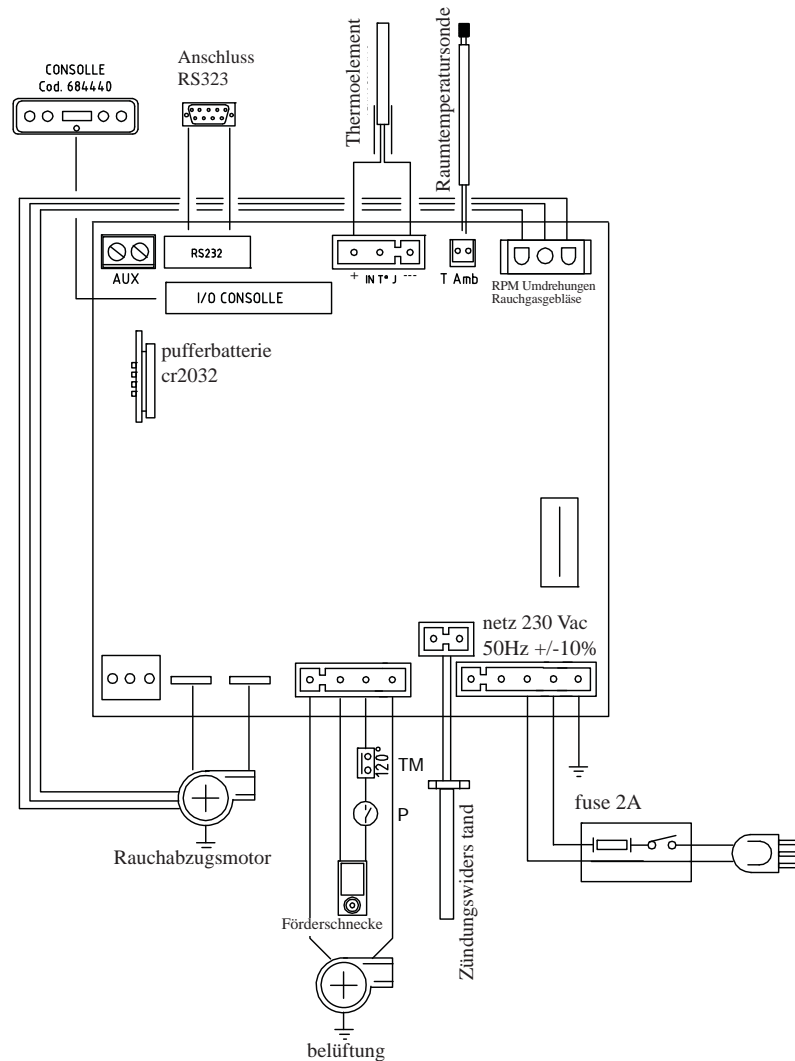 CONSOLLE
Cod. 684440
Anschluss
RS323
Thermoelement
Raumtemperatursonde
AUX
RS232
+ IN T° J ---
T Amb
RPM Umdrehungen
Rauchgasgebläse
I/O CONSOLLE
pufferbatterie
cr2032
netz 230 Vac
50Hz +/-10%
120°
TM
P
fuse 2A
Rauchabzugsmotor
Förderschnecke
Zündungswiders tand
belüftung